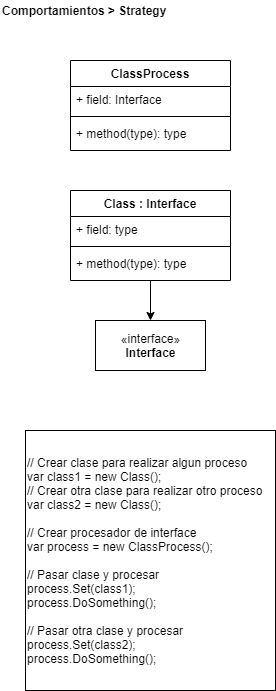 Comportamientos > Strategy
ClassProcess
+ field: Interface
+ method(type): type
Class : Interface
+ field: type
+ method(type): type
«interface»
Interface
// Crear clase para realizar algun proceso
var class1 = new Class();
// Crear otra clase para realizar otro proceso
var class2 = new Class();
// Crear procesador de interface
var process = new ClassProcess();
// Pasar clase y procesar
process.Set(class1);
process.DoSomething();
// Pasar otra clase y procesar
process.Set(class2);
process.DoSomething();